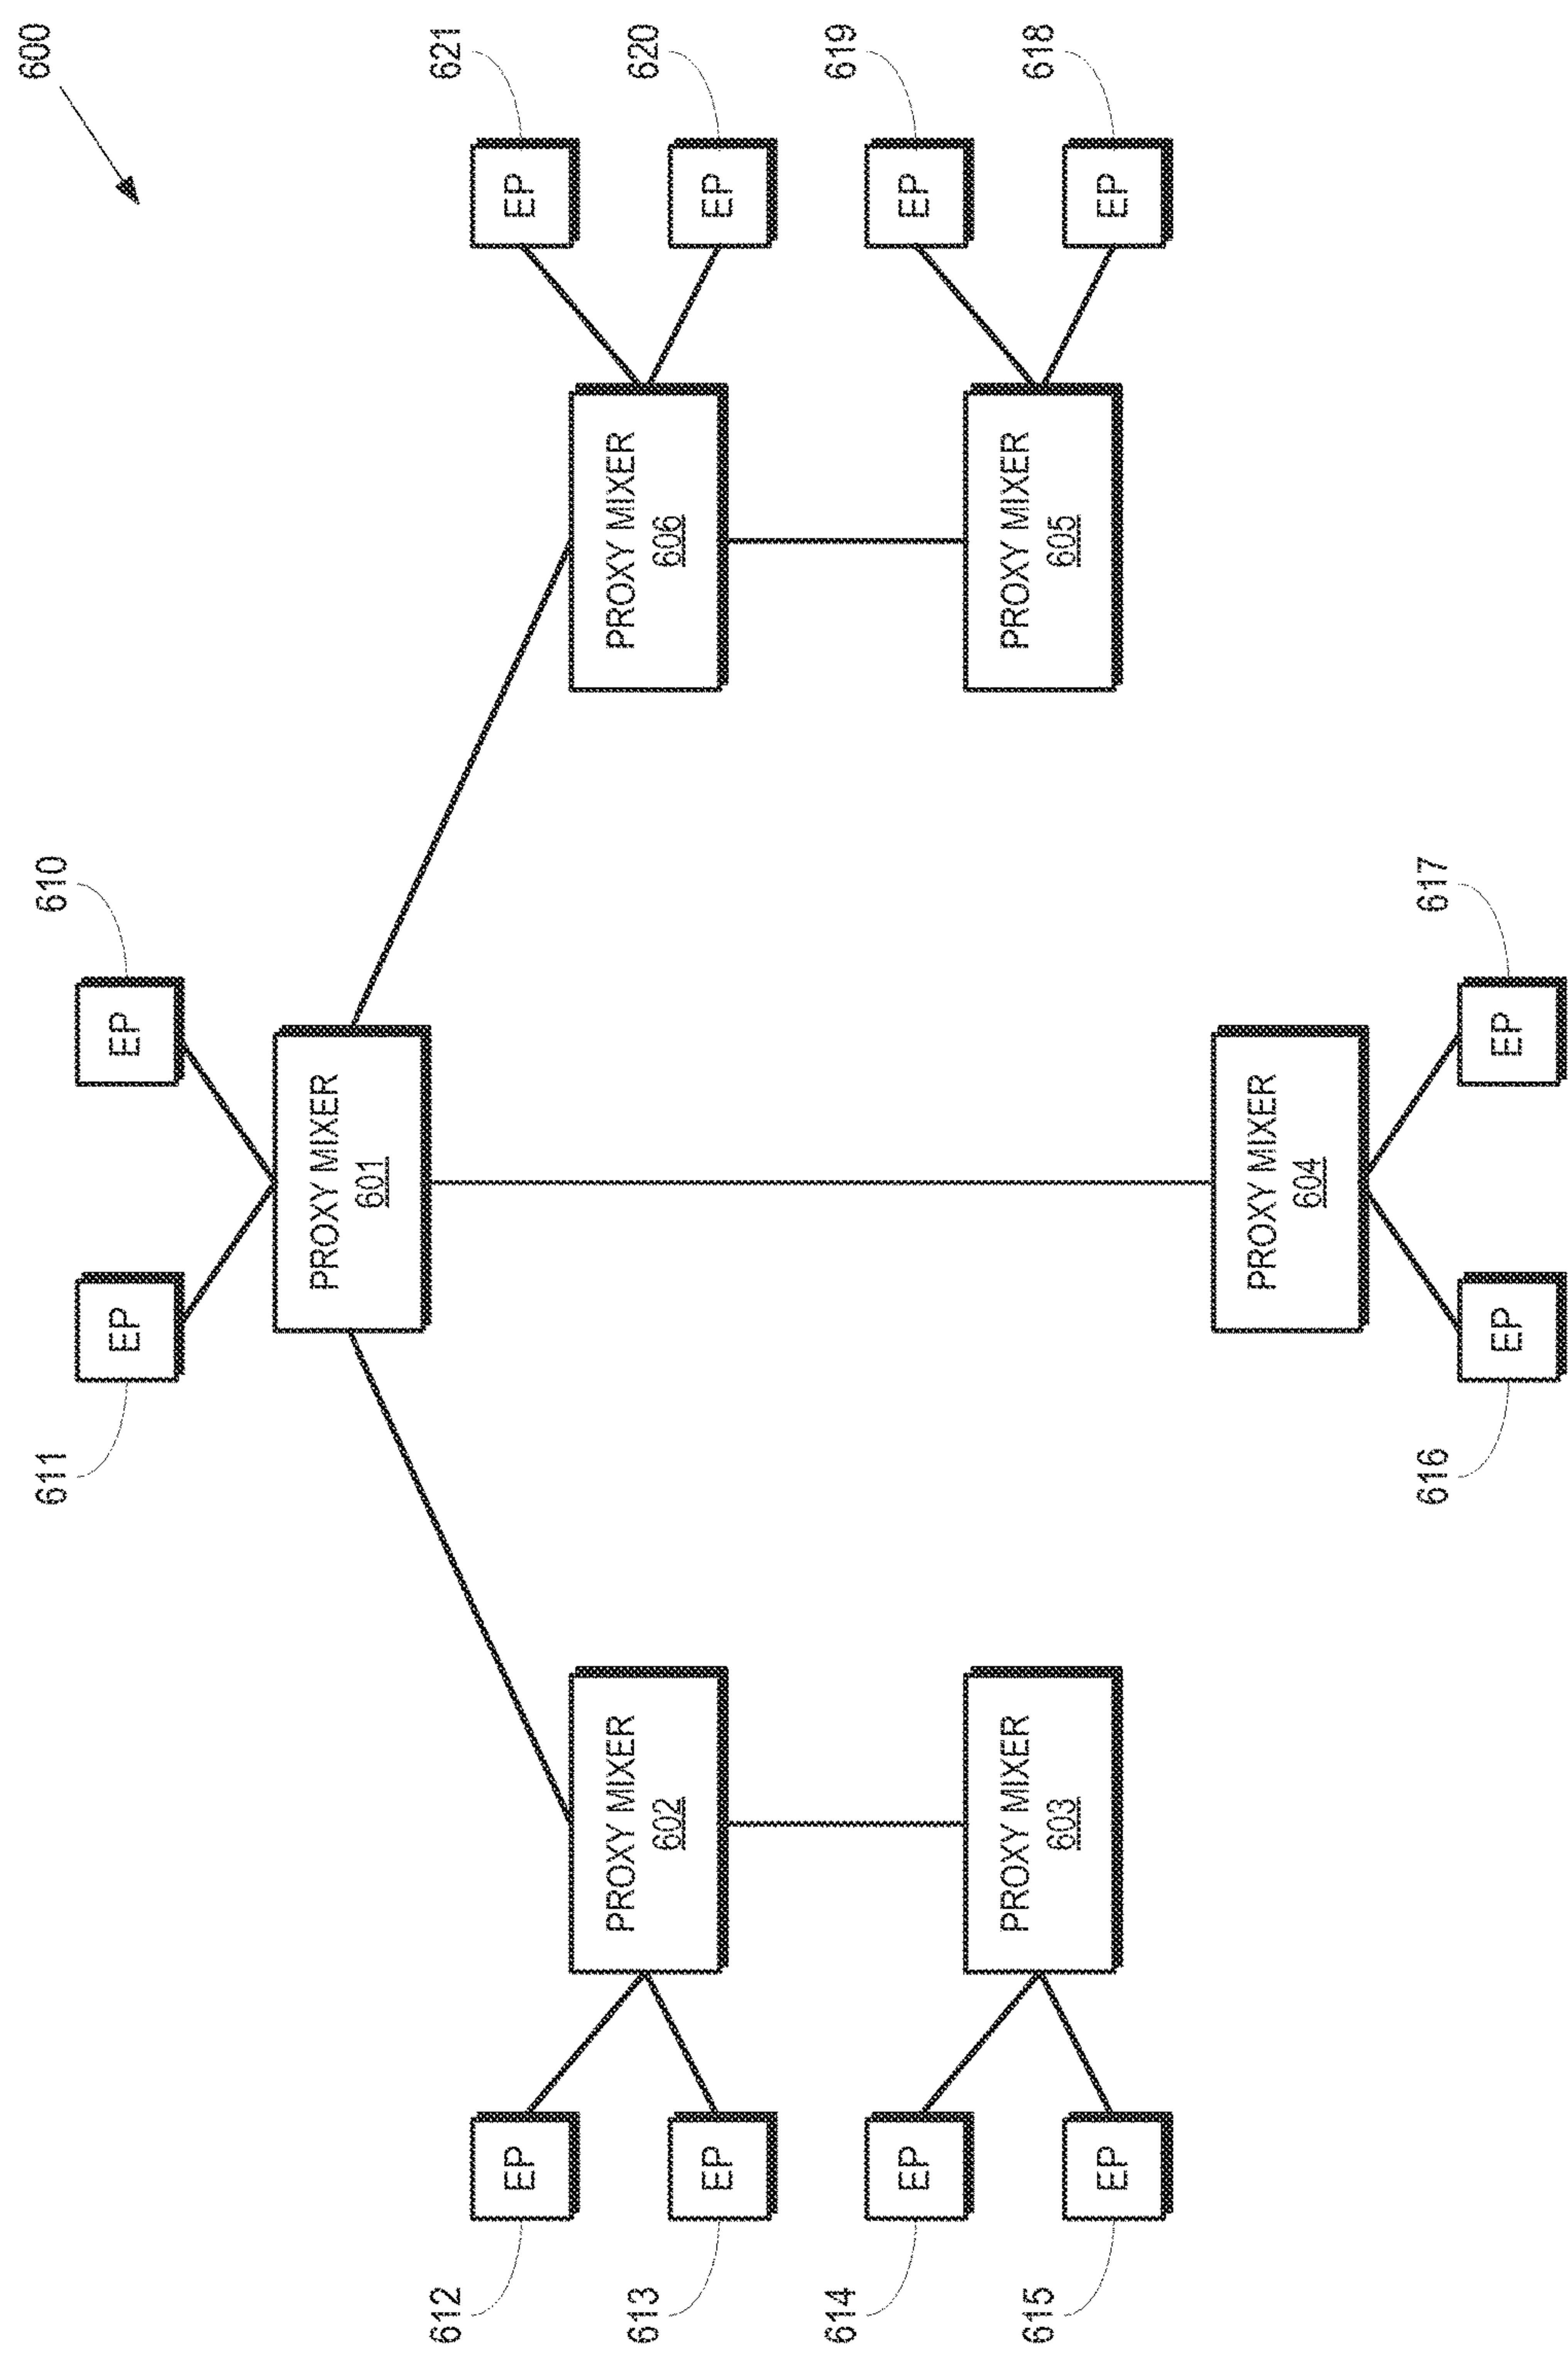 600
611
610
EP
EP
PROXY MIXER
601
612
EP
613
EP
PROXY MIXER
602
PROXY MIXER
606
EP
621
EP
620
614
EP
615
EP
PROXY MIXER
603
PROXY MIXER
605
EP
619
EP
618
PROXY MIXER
604
EP
EP
616
617